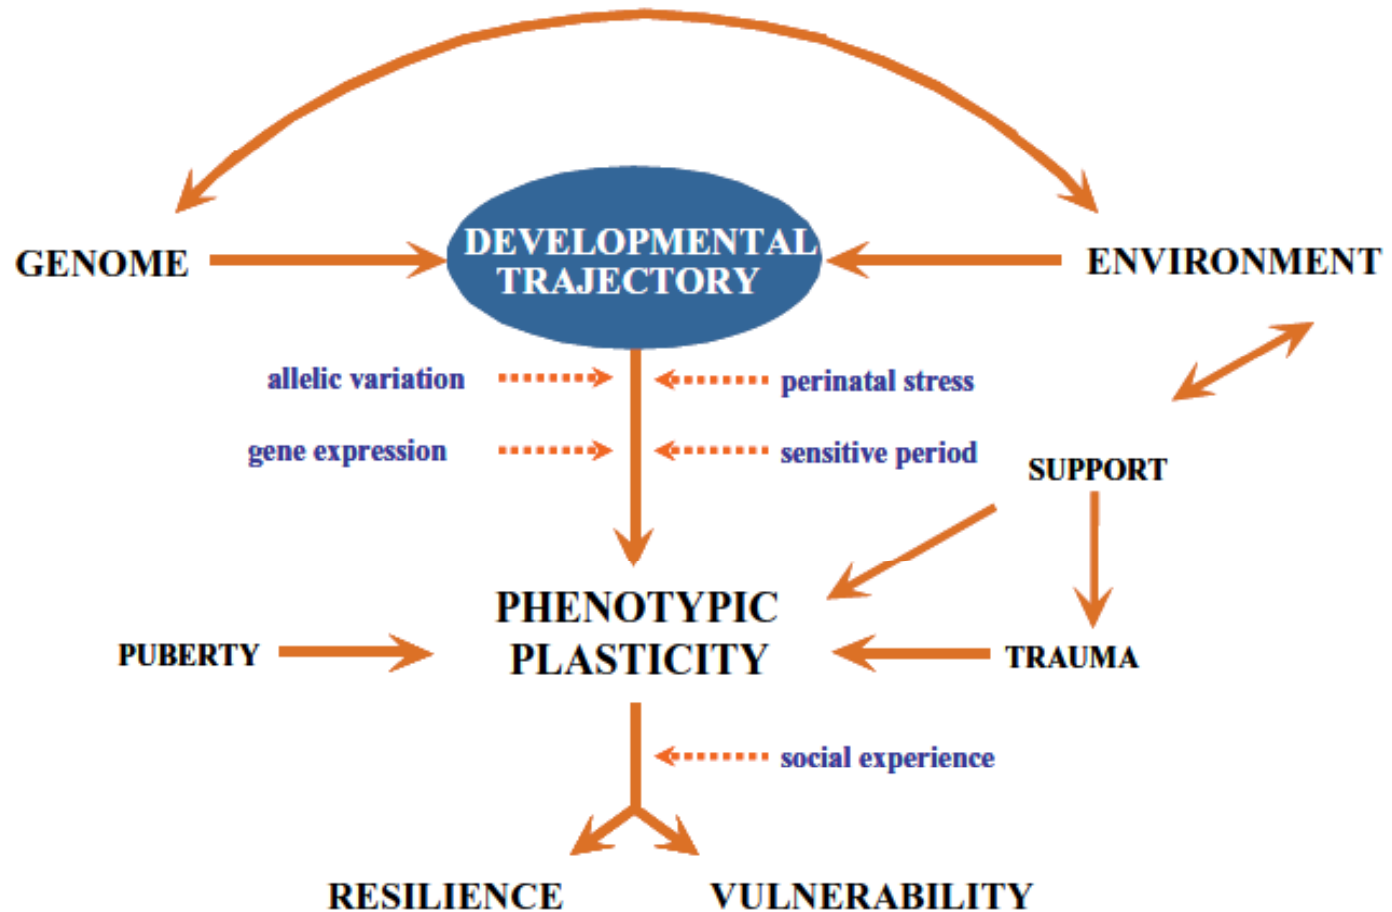 DEVELOPMENTAL
TRAJECTORY
GENOME
ENVIRONMENT
allelic variation
perinatal stress
gene expression
sensitive period
SUPPORT
PHENOTYPIC
PLASTICITY
PUBERTY
TRAUMA
social experience
RESILIENCE
VULNERABILITY